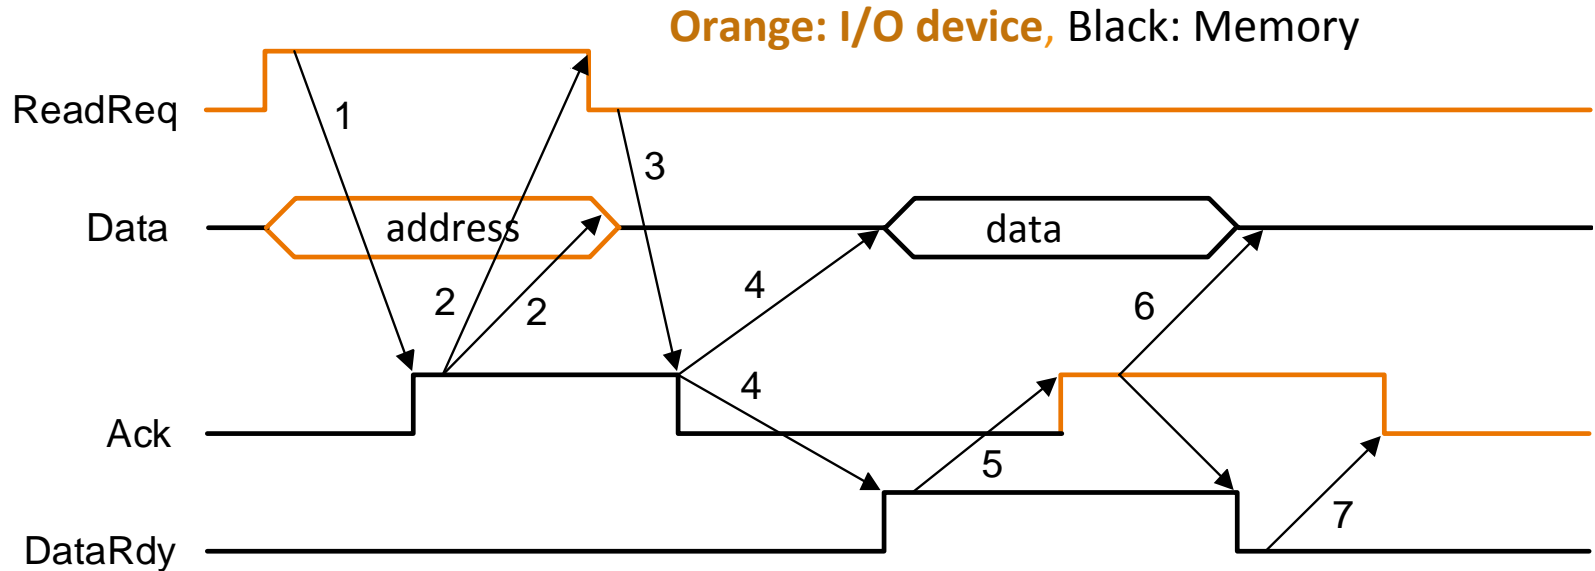 Orange: I/O device, Black: Memory
ReadReq
1
3
Data
address
data
2
2
4
6
4
Ack
5
7
DataRdy